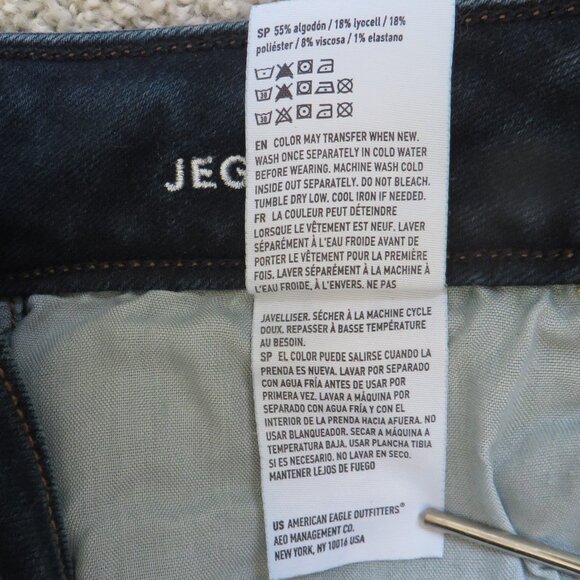 SP 55% algodón / 18% lyocell / 18%
poliéster / 8% viscosa / 1% elastano
30
30
EN COLOR MAY TRANSFER WHEN NEW.
WASH ONCE SEPARATELY IN COLD WATER
BEFORE WEARING. MACHINE WASH COLD
INSIDE OUT SEPARATELY. DO NOT BLEACH.
TUMBLE DRY LOW. COOL IRON IF NEEDED.
FR LA COULEUR PEUT DÉTEINDRE
LORSQUE LE VÊTEMENT EST NEUF. LAVER
SÉPARÉMENT À L'EAU FROIDE AVANT DE
PORTER LE VÊTEMENT POUR LA PREMIÈRE
FOIS. LAVER SÉPARÉMENT À LA MACHINE À
L'EAU FROIDE, À L'ENVERS. NE PAS
JAVELLISER. SÉCHER À LA MACHINE CYCLE
DOUX. REPASSER À BASSE TEMPÉRATURE
AU BESOIN.
SP EL COLOR PUEDE SALIRSE CUANDO LA
PRENDA ES NUEVA. LAVAR POR SEPARADO
CON AGUA FRÍA ANTES DE USAR POR
PRIMERA VEZ. LAVAR A MÁQUINA POR
SEPARADO CON AGUA FRÍA Y CON EL
INTERIOR DE LA PRENDA HACIA AFUERA. NO
USAR BLANQUEADOR. SECAR A MÁQUINA A
TEMPERATURA BAJA. USAR PLANCHA TIBIA
SI ES NECESARIO. NO LAVAR EN SECO.
MANTENER LEJOS DE FUEGO
US AMERICAN EAGLE OUTFITTERS®
AEO MANAGEMENT CO.
NEW YORK, NY 10016 USA
JEG